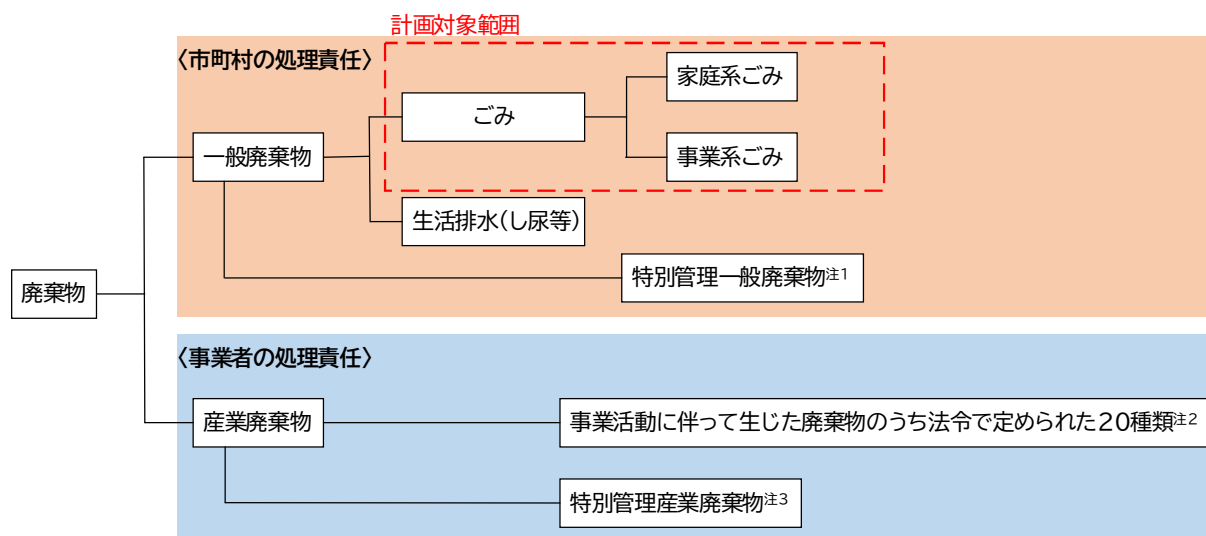 計画対象範囲
〈市町村の処理責任〉
家庭系ごみ
ごみ
一般廃棄物
事業系ごみ
生活排水(し尿等)
特別管理一般廃棄物注1
廃棄物
〈事業者の処理責任〉
産業廃棄物
事業活動に伴って生じた廃棄物のうち法令で定められた20種類注2
特別管理産業廃棄物注3